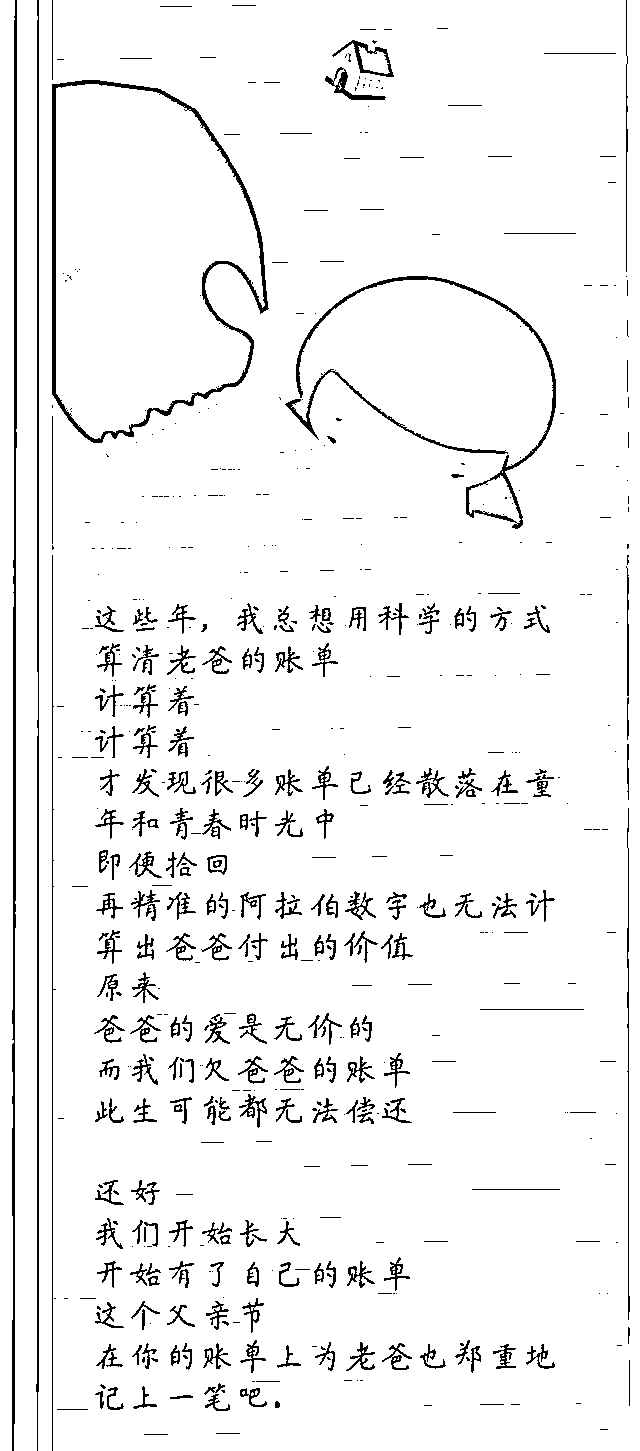 这些年，我总想用科学的方式
算清老爸的账单
计算着
计算着
才发现很多账单已经散落在童
年和青春时光中
即便拾回
再精准的阿拉伯数字也无法计
算出爸爸付出的价值
原来
爸爸的爱是无价的
而我们欠爸爸的账单
此生可能都无法偿还
还好
我们开始长大
开始有了自己的账单
这个父亲节
在你的账单上为老爸也郑重地
记上一笔吧.